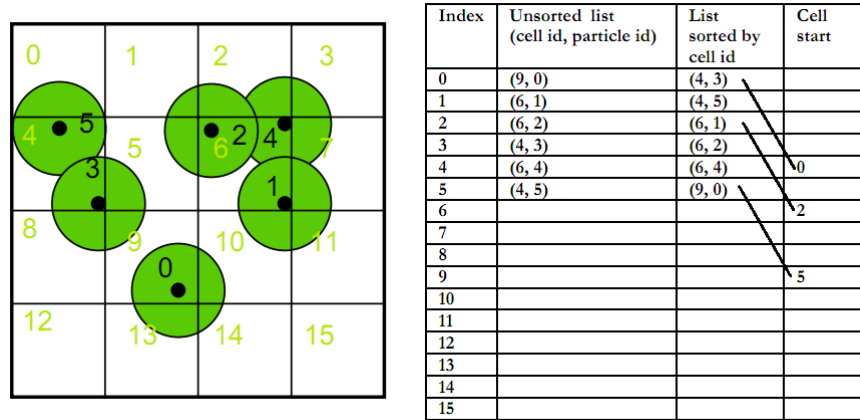 0 1 2 3
4 5 5 2 6 4 7
3 1
8 9 10 11
0
12 13 14 15
Index Unsorted list (cell id, particle id) List sorted by cell id Cell start
0 (9, 0) (4, 3)
1 (6, 1) (4, 5)
2 (6, 2) (6, 1)
3 (4, 3) (6, 2)
4 (6, 4) (6, 4) 0
5 (4, 5) (9, 0)
6 2
7
8
9 5
10
11
12
13
14
15